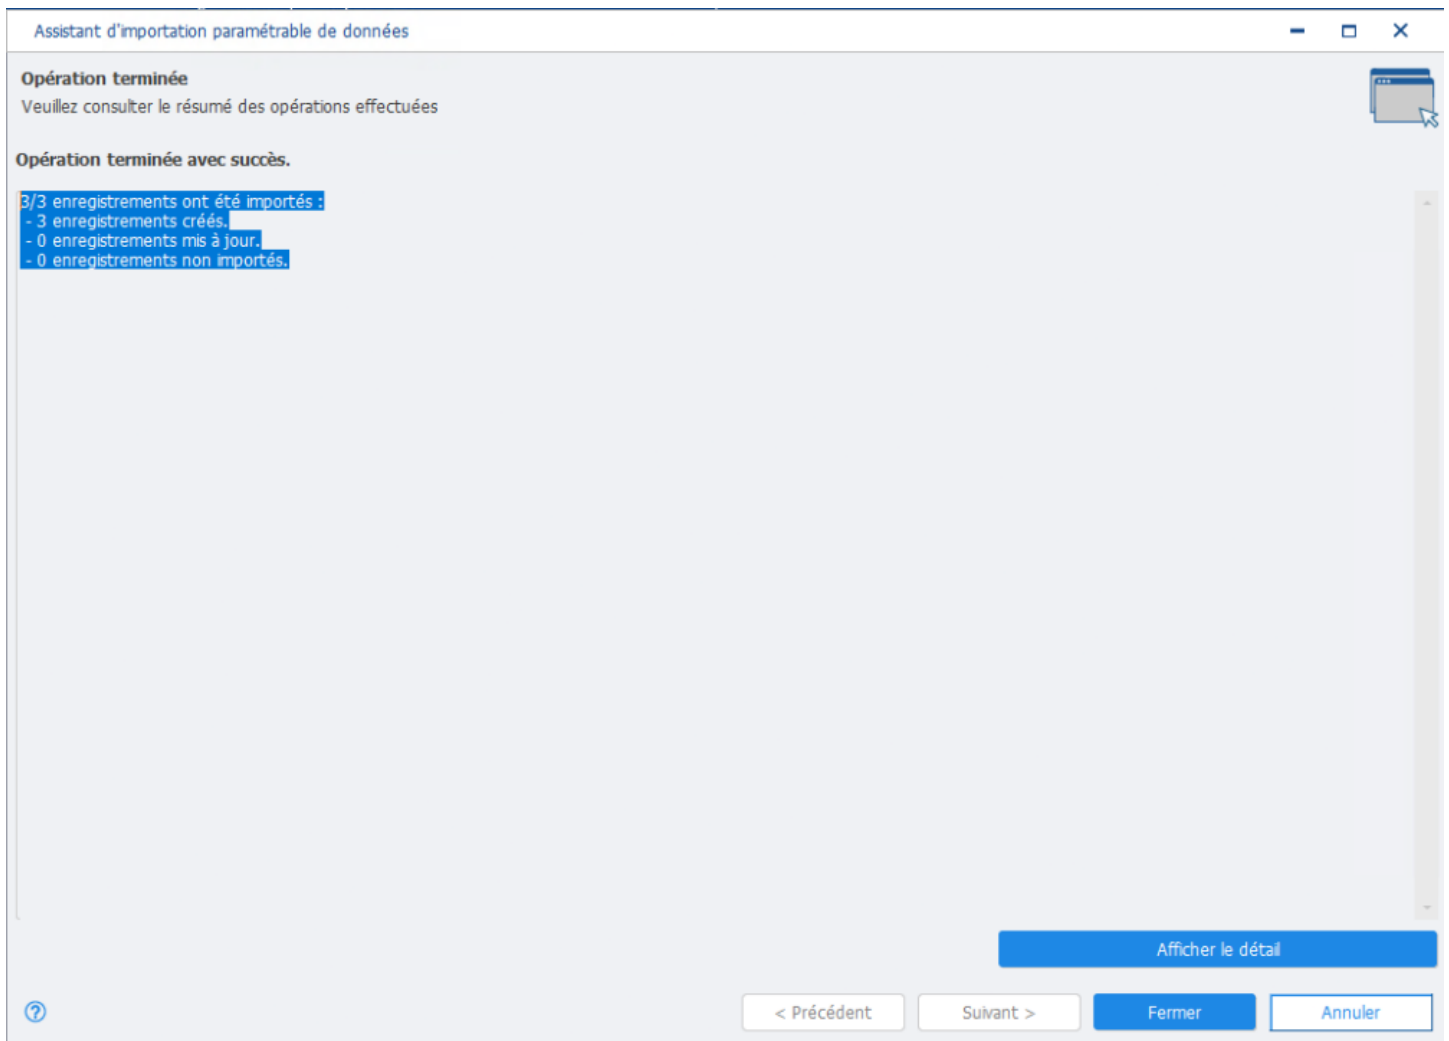 Assistant d'importation paramétrable de données
Opération terminée
Veuillez consulter le résumé des opérations effectuées
Opération terminée avec succès.
3/3 enregistrements ont été importés :
- 3 enregistrements créés.
- 0 enregistrements mis à jour.
- 0 enregistrements non importés.
Afficher le détail
< Précédent
Suivant >
Fermer
Annuler